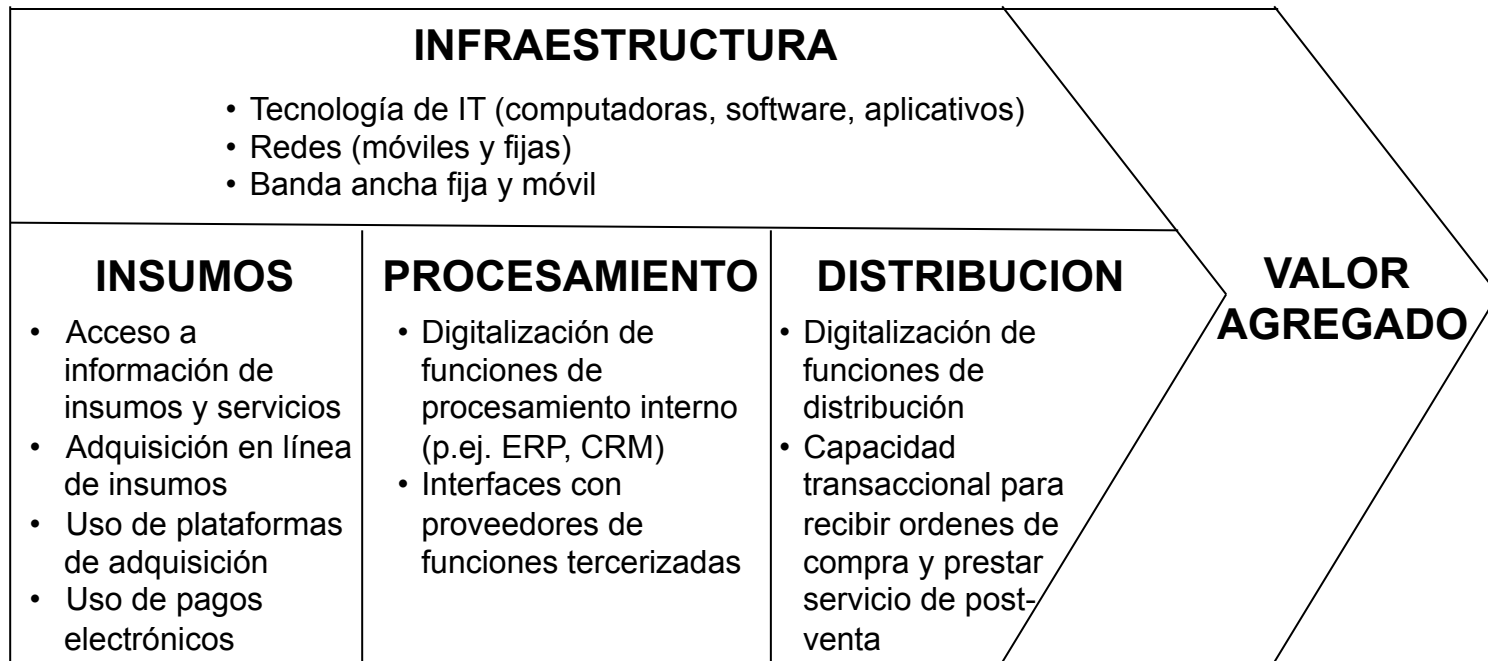 INFRAESTRUCTURA
• Tecnología de IT (computadoras, software, aplicativos)
• Redes (móviles y fijas)
• Banda ancha fija y móvil
INSUMOS
• Acceso a
información de
insumos y servicios
• Adquisición en línea
de insumos
• Uso de plataformas
de adquisición
• Uso de pagos
electrónicos
PROCESAMIENTO
• Digitalización de
funciones de
procesamiento interno
(p.ej. ERP, CRM)
• Interfaces con
proveedores de
funciones tercerizadas
DISTRIBUCION
• Digitalización de
funciones de
distribución
• Capacidad
transaccional para
recibir ordenes de
compra y prestar
servicio de post-
venta
VALOR
AGREGADO